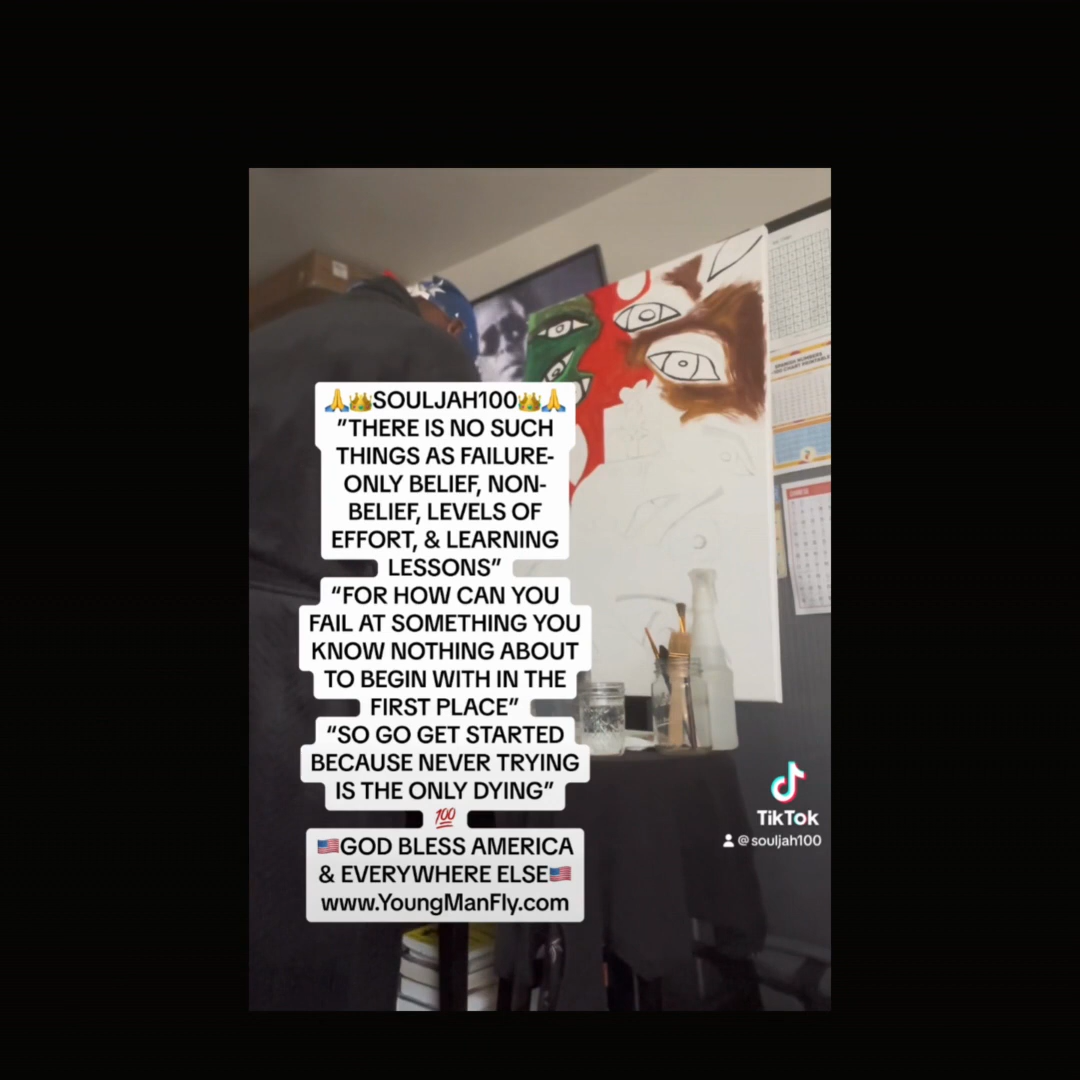 🙏👑SOULJAH100👑🙏
"THERE IS NO SUCH
THINGS AS FAILURE-
ONLY BELIEF, NON-
BELIEF, LEVELS OF
EFFORT, & LEARNING
LESSONS"
"FOR HOW CAN YOU
FAIL AT SOMETHING YOU
KNOW NOTHING ABOUT
TO BEGIN WITH IN THE
FIRST PLACE"
"SO GO GET STARTED
BECAUSE NEVER TRYING
IS THE ONLY DYING"
💯
🇺🇸GOD BLESS AMERICA
& EVERYWHERE ELSE🇺🇸
www.YoungManFly.com
SPANISH NUMBERS
TikTok
@souljah100